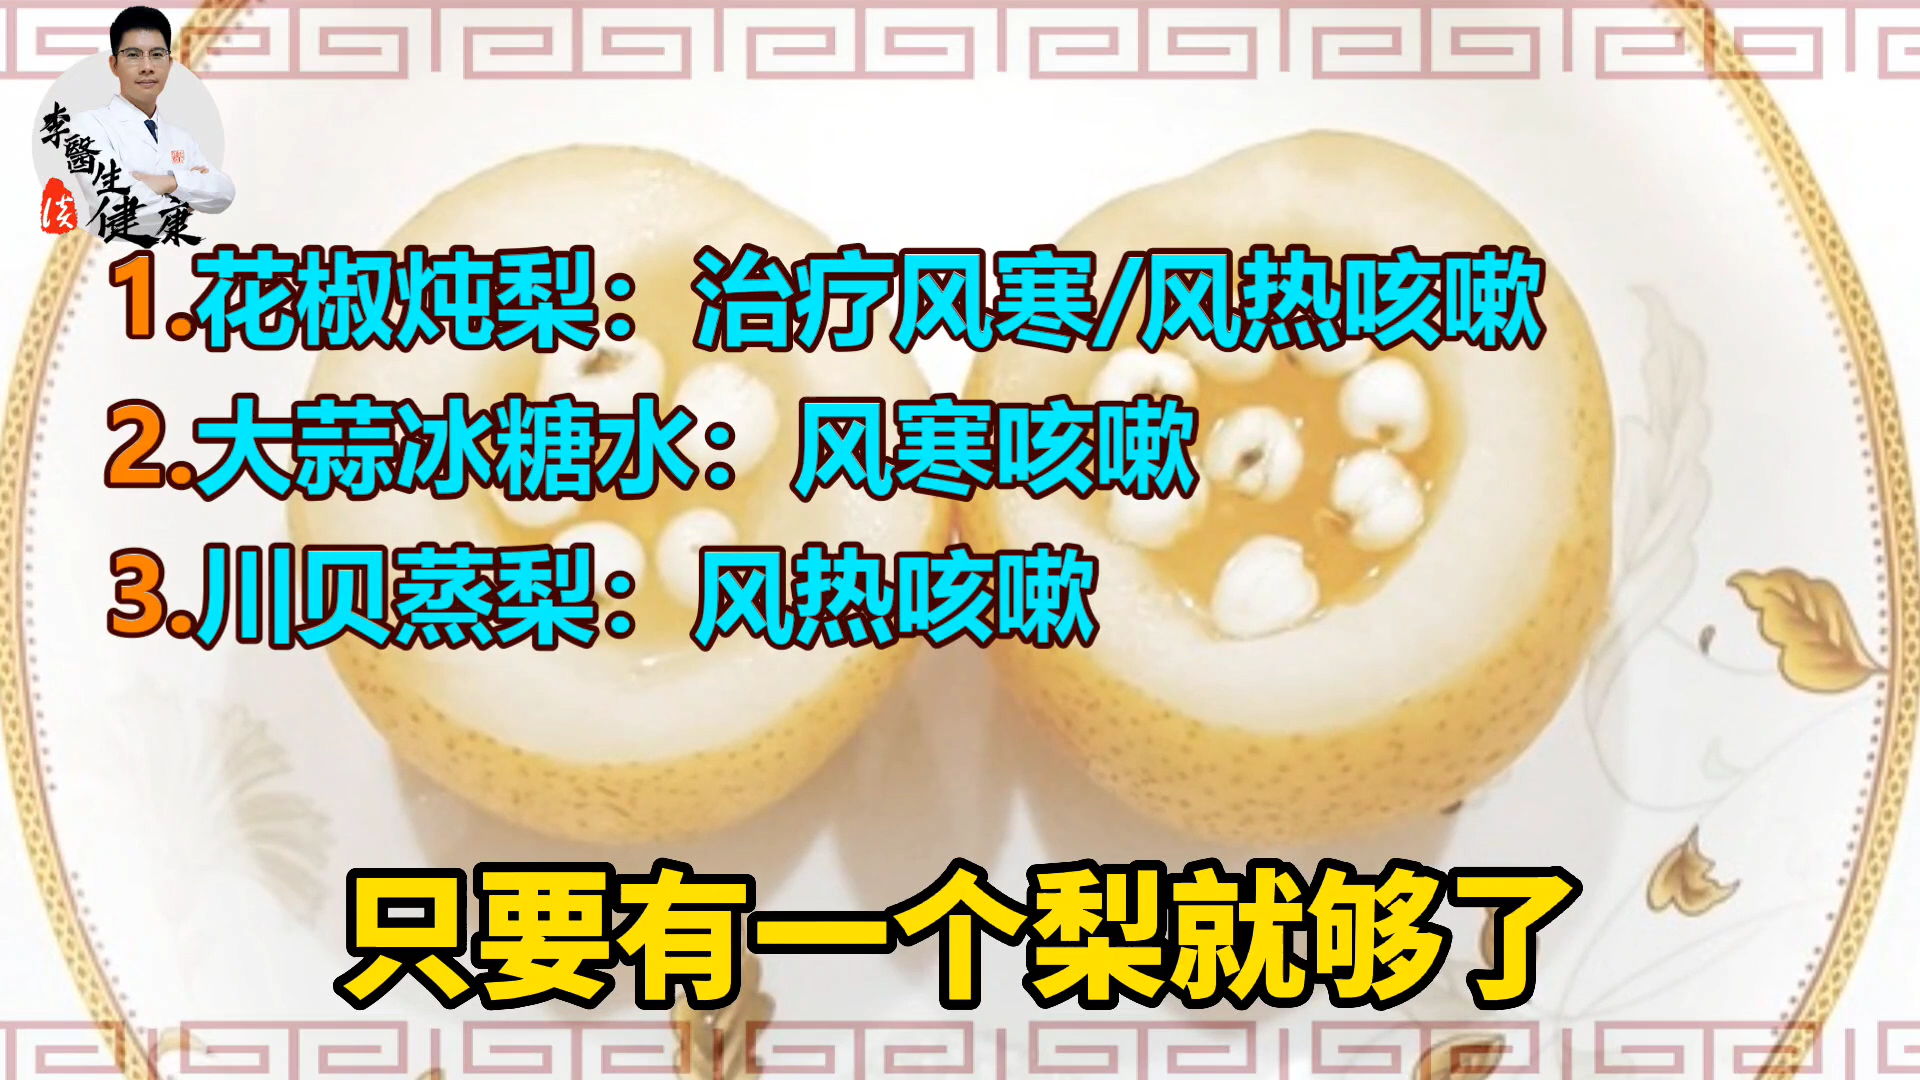 李醫生
谈健康
1.花椒炖梨：治疗风寒/风热咳嗽
2.大蒜冰糖水：风寒咳嗽
3.川贝蒸梨：风热咳嗽
只要有一个梨就够了